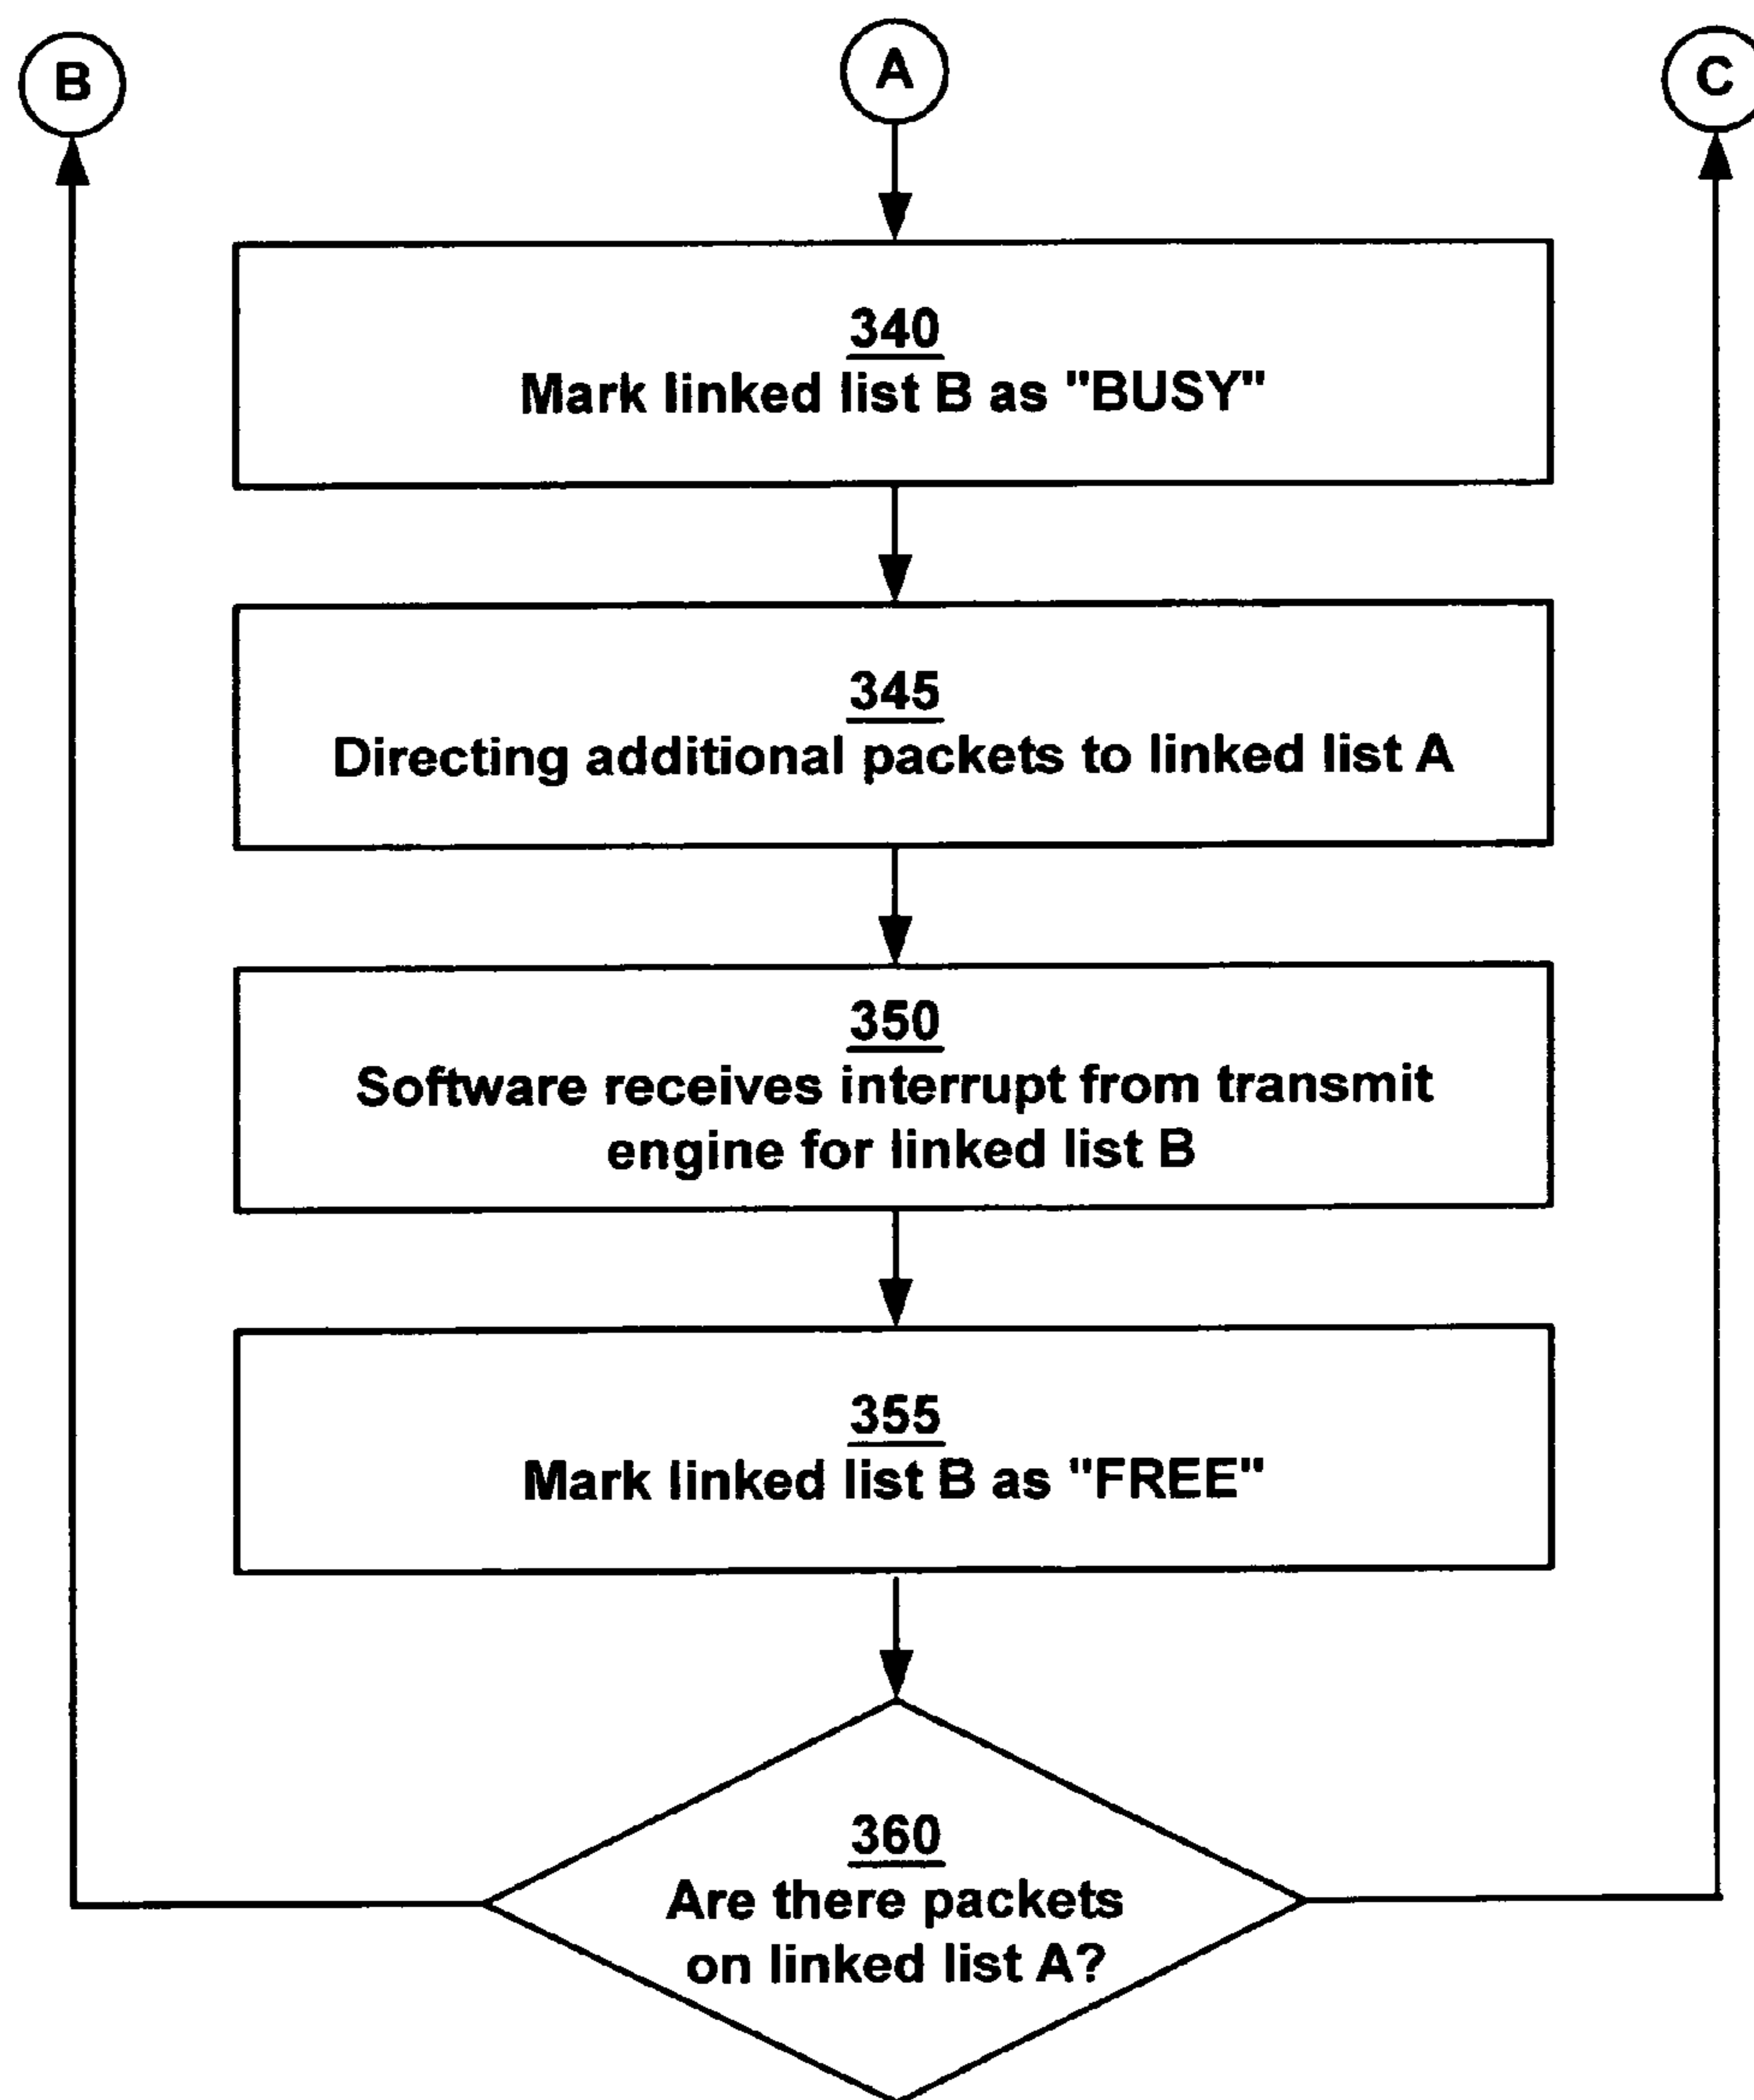 B
A
C
340
Mark linked list B as "BUSY"
345
Directing additional packets to linked list A
350
Software receives interrupt from transmit
engine for linked list B
355
Mark linked list B as "FREE"
360
Are there packets
on linked list A?